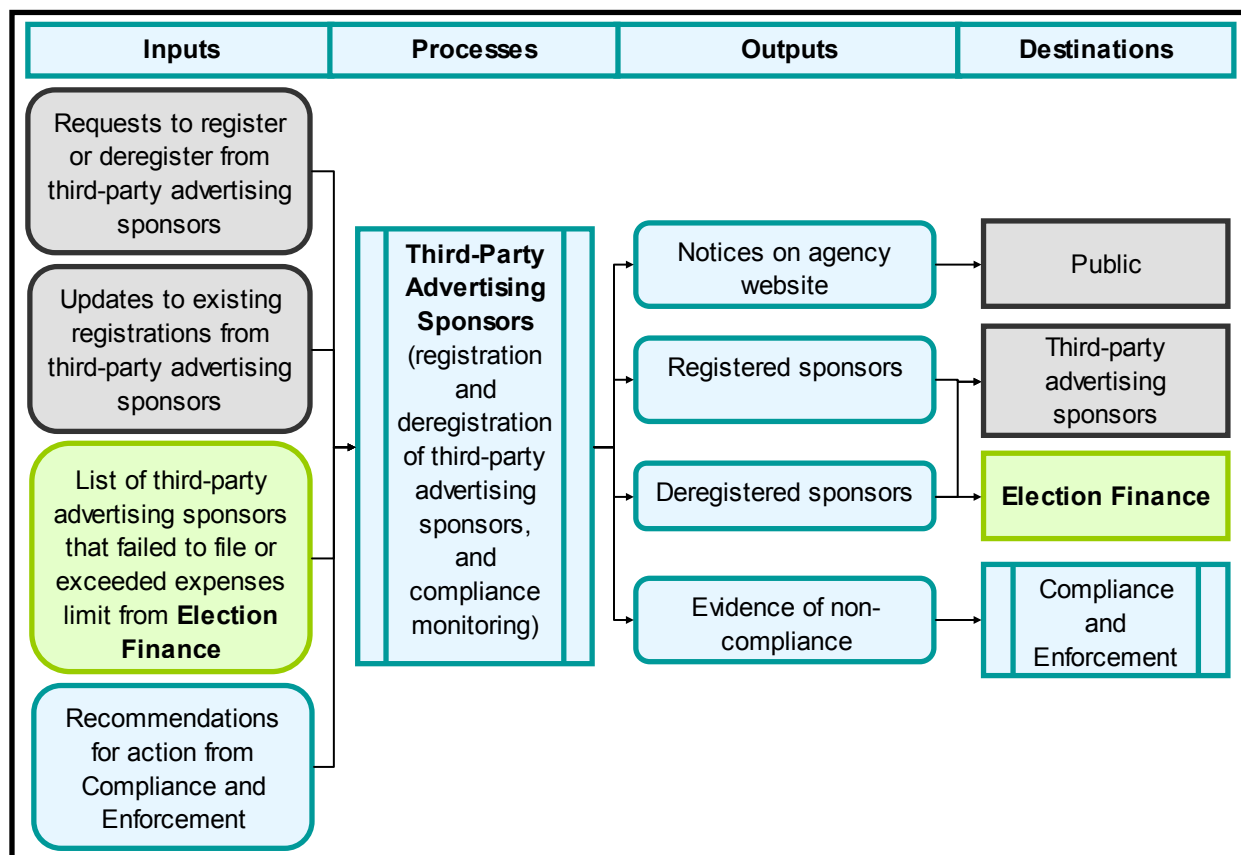 Inputs
Processes
Outputs
Destinations
Requests to register
or deregister from
third-party advertising
sponsors
Updates to existing
registrations from
third-party advertising
sponsors
List of third-party
advertising sponsors
that failed to file or
exceeded expenses
limit from Election
Finance
Recommendations
for action from
Compliance and
Enforcement
Third-Party
Advertising
Sponsors
(registration
and
deregistration
of third-party
advertising
sponsors,
and
compliance
monitoring)
Notices on agency
website
Registered sponsors
Deregistered sponsors
Evidence of non-
compliance
Public
Third-party
advertising
sponsors
Election Finance
Compliance
and
Enforcement